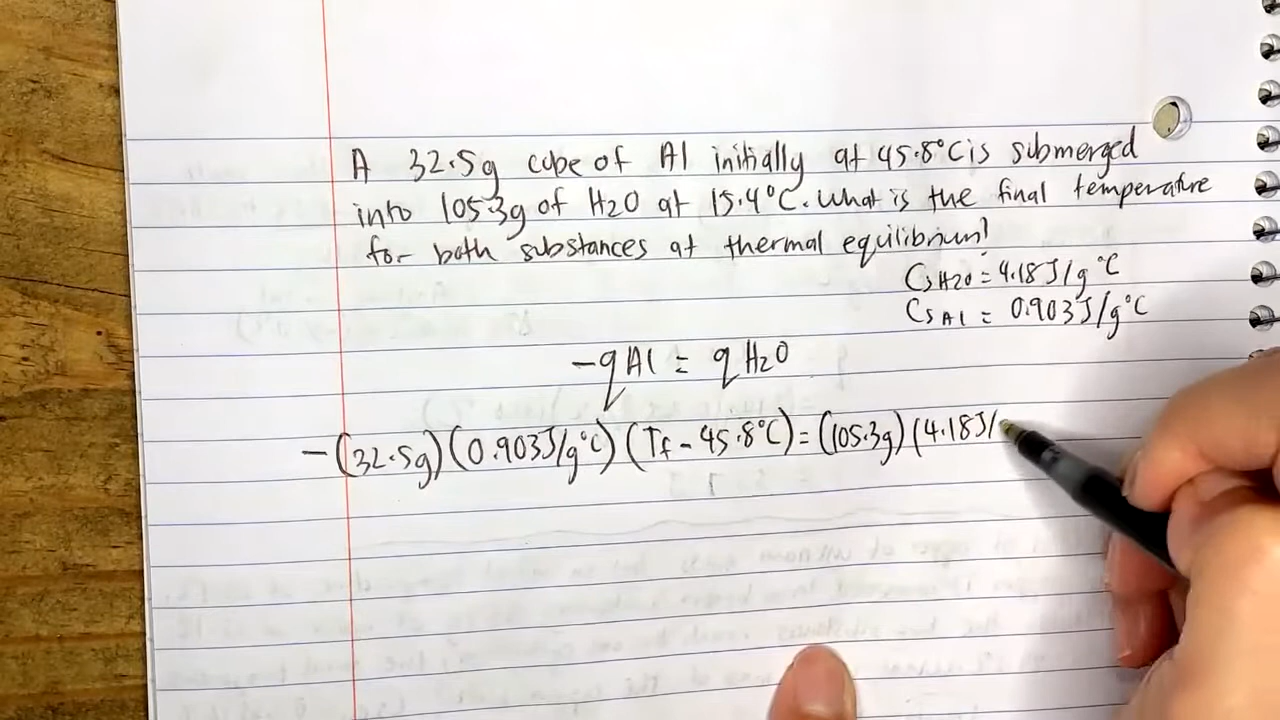 A 32.5g cube of Al initially at 45.8°C is submerged
into 105.3g of H2O at 15.4°C. What is the final temperature
for both substances at thermal equilibrium?
Cs H2O = 4.18 J/g°C
Cs Al = 0.903 J/g°C
-qAl = qH2O
-(32.5g)(0.903J/g°C)(Tf - 45.8°C) = (105.3g)(4.18J/